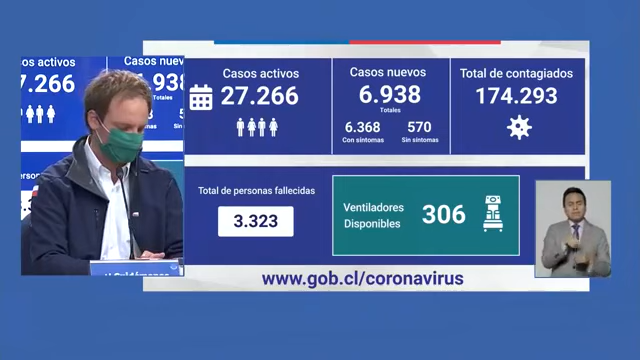 Casos activos
27.266
Casos nuevos
6.938
Totales
6.368
Con síntomas
570
Sin síntomas
Total de contagiados
174.293
Total de personas fallecidas
3.323
Ventiladores
Disponibles
306
www.gob.cl/coronavirus